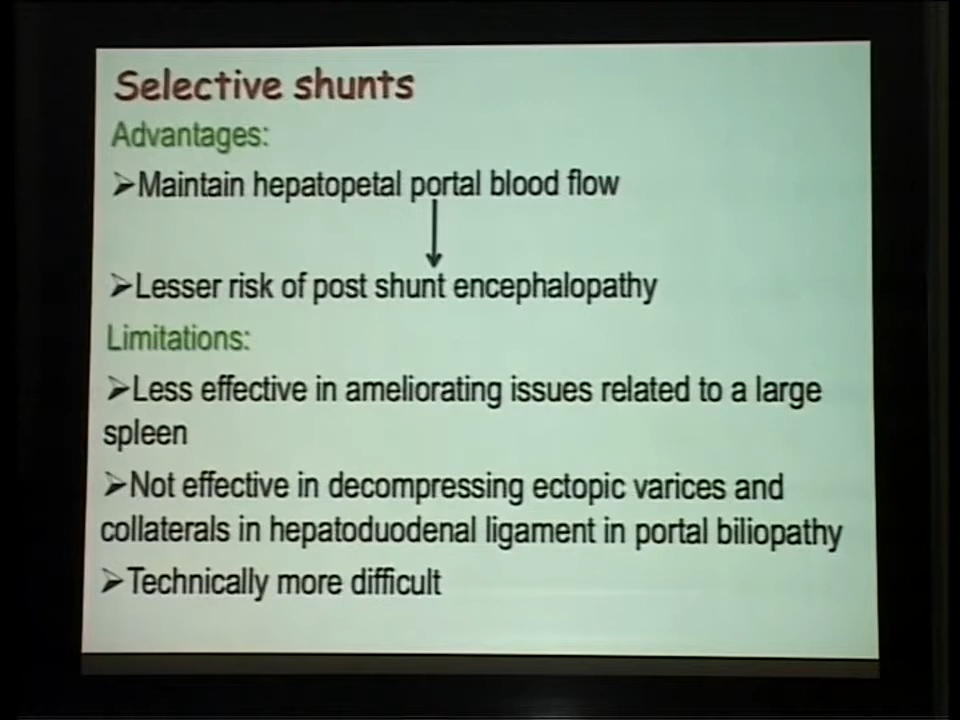 Selective shunts
Advantages:
➢Maintain hepatopetal portal blood flow
➢Lesser risk of post shunt encephalopathy
Limitations:
➢Less effective in ameliorating issues related to a large
spleen
➢Not effective in decompressing ectopic varices and
collaterals in hepatoduodenal ligament in portal biliopathy
➢Technically more difficult